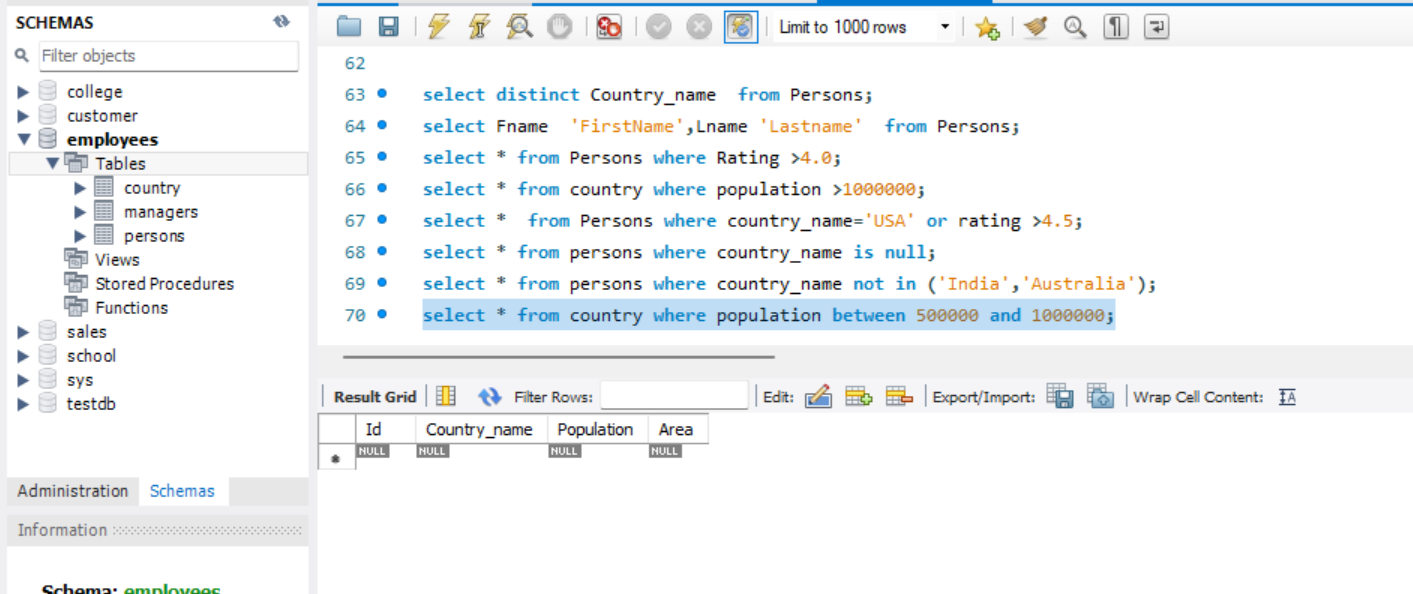 SCHEMAS
Filter objects
college
customer
employees
Tables
country
managers
persons
Views
Stored Procedures
Functions
sales
school
sys
testdb
Administration Schemas
Information
Schema: employees
Limit to 1000 rows
62
63 select distinct Country_name  from Persons;
64 select Fname  'FirstName',Lname 'Lastname'  from Persons;
65 select * from Persons where Rating >4.0;
66 select * from country where population >1000000;
67 select *  from Persons where country_name='USA' or rating >4.5;
68 select * from persons where country_name is null;
69 select * from persons where country_name not in ('India','Australia');
70 select * from country where population between 500000 and 1000000;
Result Grid Filter Rows: Edit: Export/Import: Wrap Cell Content:
Id Country_name Population Area
NULL NULL NULL NULL